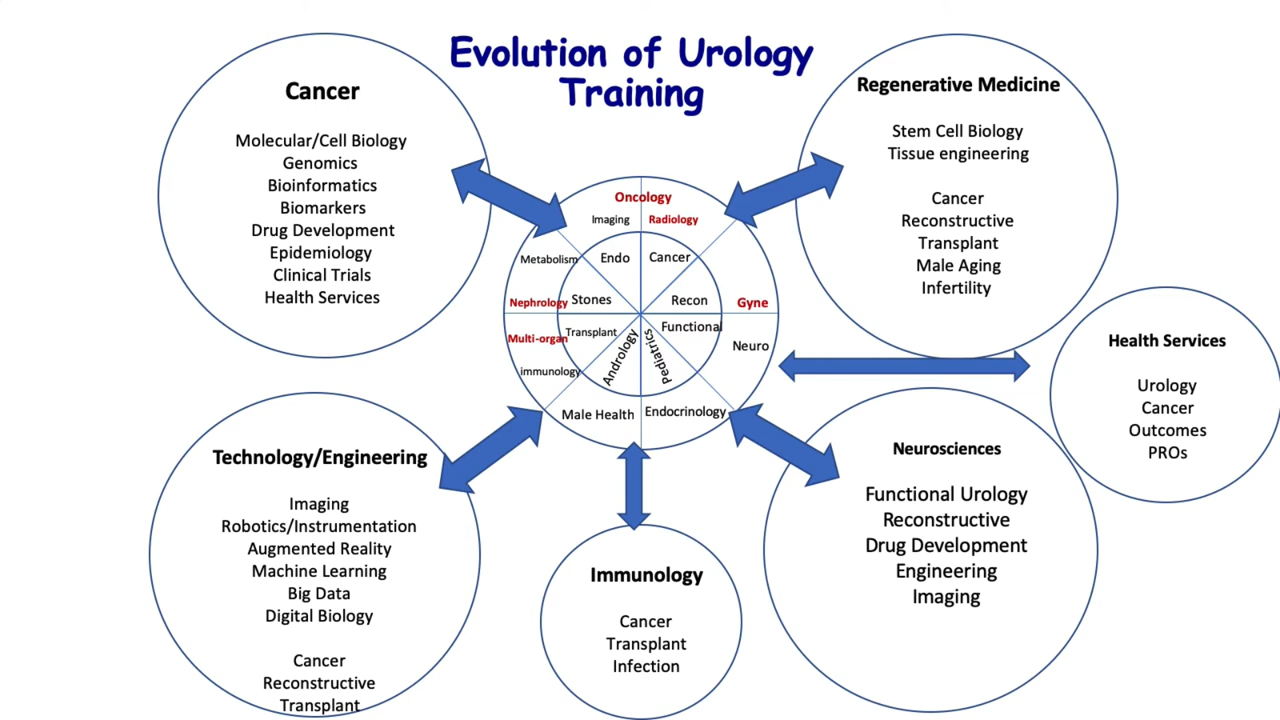 Evolution of Urology
Training
Cancer
Molecular/Cell Biology
Genomics
Bioinformatics
Biomarkers
Drug Development
Epidemiology
Clinical Trials
Health Services
Regenerative Medicine
Stem Cell Biology
Tissue engineering
Cancer
Reconstructive
Transplant
Male Aging
Infertility
Oncology
Imaging
Radiology
Metabolism
Endo
Cancer
Nephrology
Stones
Recon
Gyne
Multi-organ
Transplant
Functional
Neuro
immunology
Andrology
Pediatrics
Male Health
Endocrinology
Health Services
Urology
Cancer
Outcomes
PROs
Technology/Engineering
Imaging
Robotics/Instrumentation
Augmented Reality
Machine Learning
Big Data
Digital Biology
Cancer
Reconstructive
Transplant
Immunology
Cancer
Transplant
Infection
Neurosciences
Functional Urology
Reconstructive
Drug Development
Engineering
Imaging